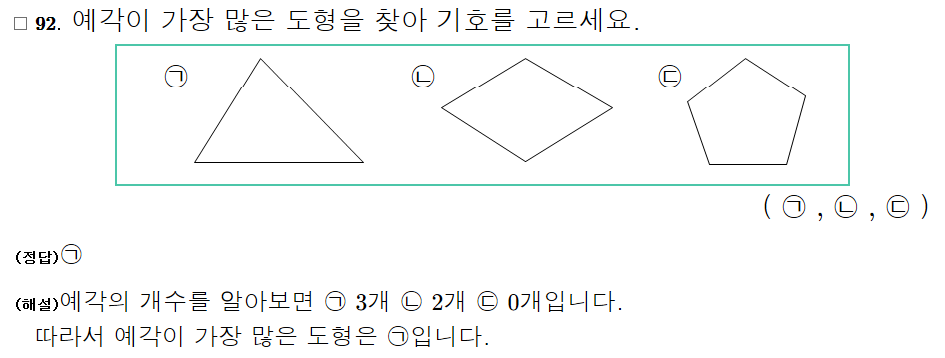 □ 92. 예각이 가장 많은 도형을 찾아 기호를 고르세요.
㉠ ㉡ ㉢
( ㉠ , ㉡ , ㉢ )
(정답)㉠
(해설)예각의 개수를 알아보면 ㉠ 3개 ㉡ 2개 ㉢ 0개입니다.
따라서 예각이 가장 많은 도형은 ㉠입니다.